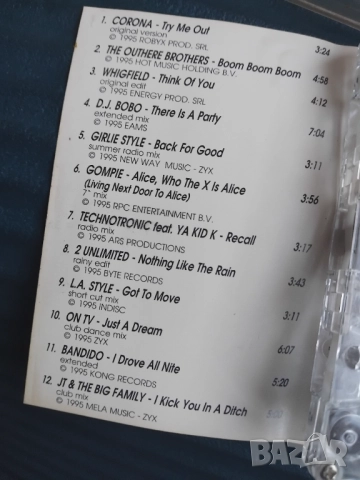 1. CORONA - Try Me Out 3:24
original version
© 1995 ROBYX PROD. SRL
2. THE OUTHERE BROTHERS - Boom Boom Boom 4:58
© 1995 HOT MUSIC HOLDING B.V.
3. WHIGFIELD - Think Of You 4:12
original edit
© 1995 ENERGY PROD. SRL
4. D.J. BOBO - There Is A Party 7:04
extended mix
© 1995 EAMS
5. GIRLIE STYLE - Back For Good 3:11
summer radio mix
© 1995 NEW WAY MUSIC - ZYX
6. GOMPIE - Alice, Who The X Is Alice 3:56
(Living Next Door To Alice)
7" mix
© 1995 RPC ENTERTAINMENT B.V.
7. TECHNOTRONIC feat. YA KID K - Recall 3:17
radio mix
© 1995 ARS PRODUCTIONS
8. 2 UNLIMITED - Nothing Like The Rain 3:43
rainy edit
© 1995 BYTE RECORDS
9. L.A. STYLE - Got To Move 3:11
short cut mix
© 1995 INDISC
10. ON TV - Just A Dream 6:07
club dance mix
© 1995 ZYX
11. BANDIDO - I Drove All Nite 5:20
extended
© 1995 KONG RECORDS
12. JT & THE BIG FAMILY - I Kick You In A Ditch
club mix
© 1995 MELA MUSIC - ZYX
BAZAR